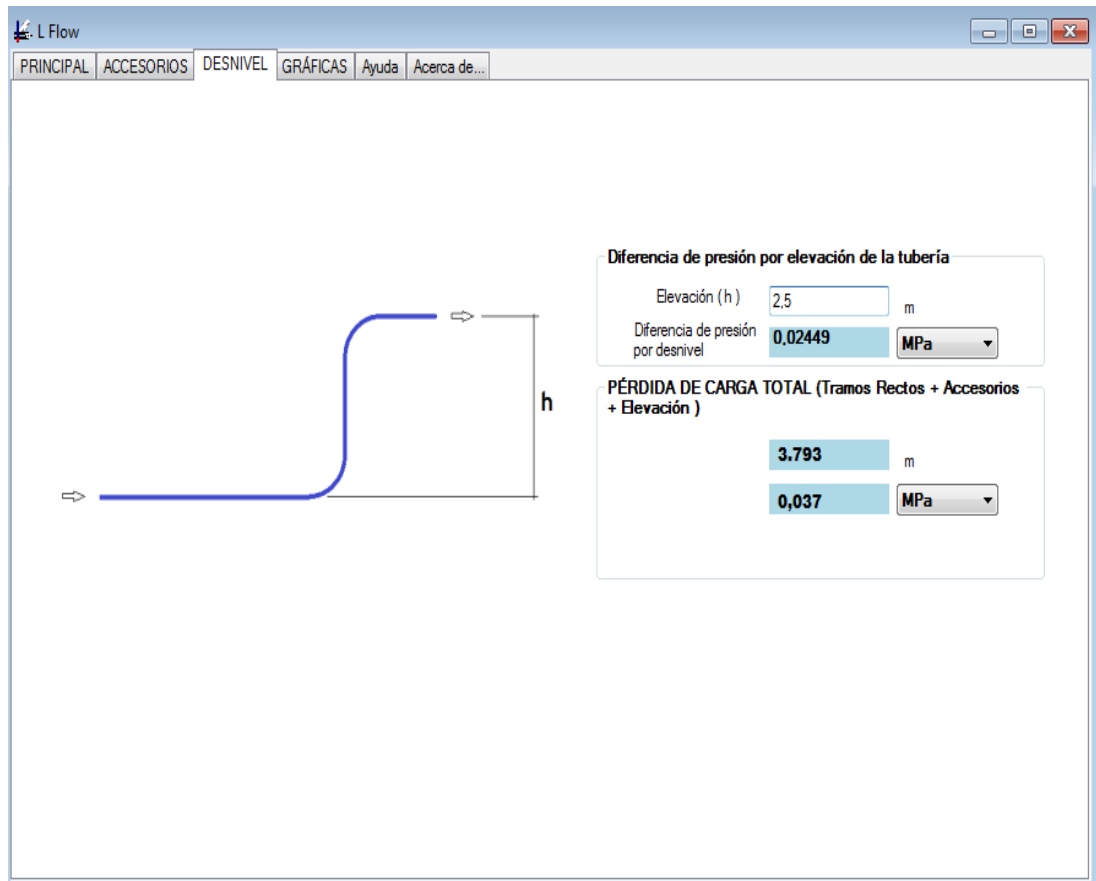 L Flow
PRINCIPAL ACCESORIOS DESNIVEL GRÁFICAS Ayuda Acerca de...
Diferencia de presión por elevación de la tubería
Elevación ( h ) 2,5 m
Diferencia de presión
por desnivel 0,02449 MPa
PÉRDIDA DE CARGA TOTAL (Tramos Rectos + Accesorios
+ Elevación )
3.793 m
0,037 MPa
h